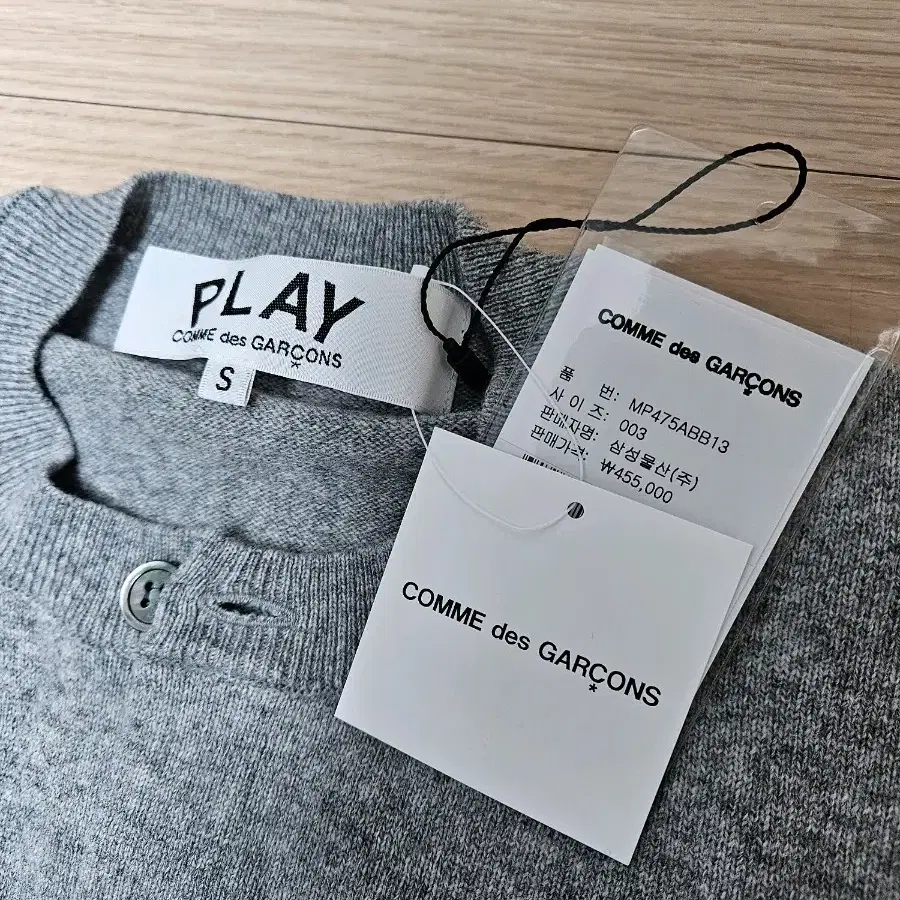 PLAY
COMME des GARÇONS
S
COMME des GARÇONS
품 번: MP475ABB13
사 이 즈: 003
판매자명: 삼성물산(주)
판매가격: ₩455,000
COMME des GARÇONS